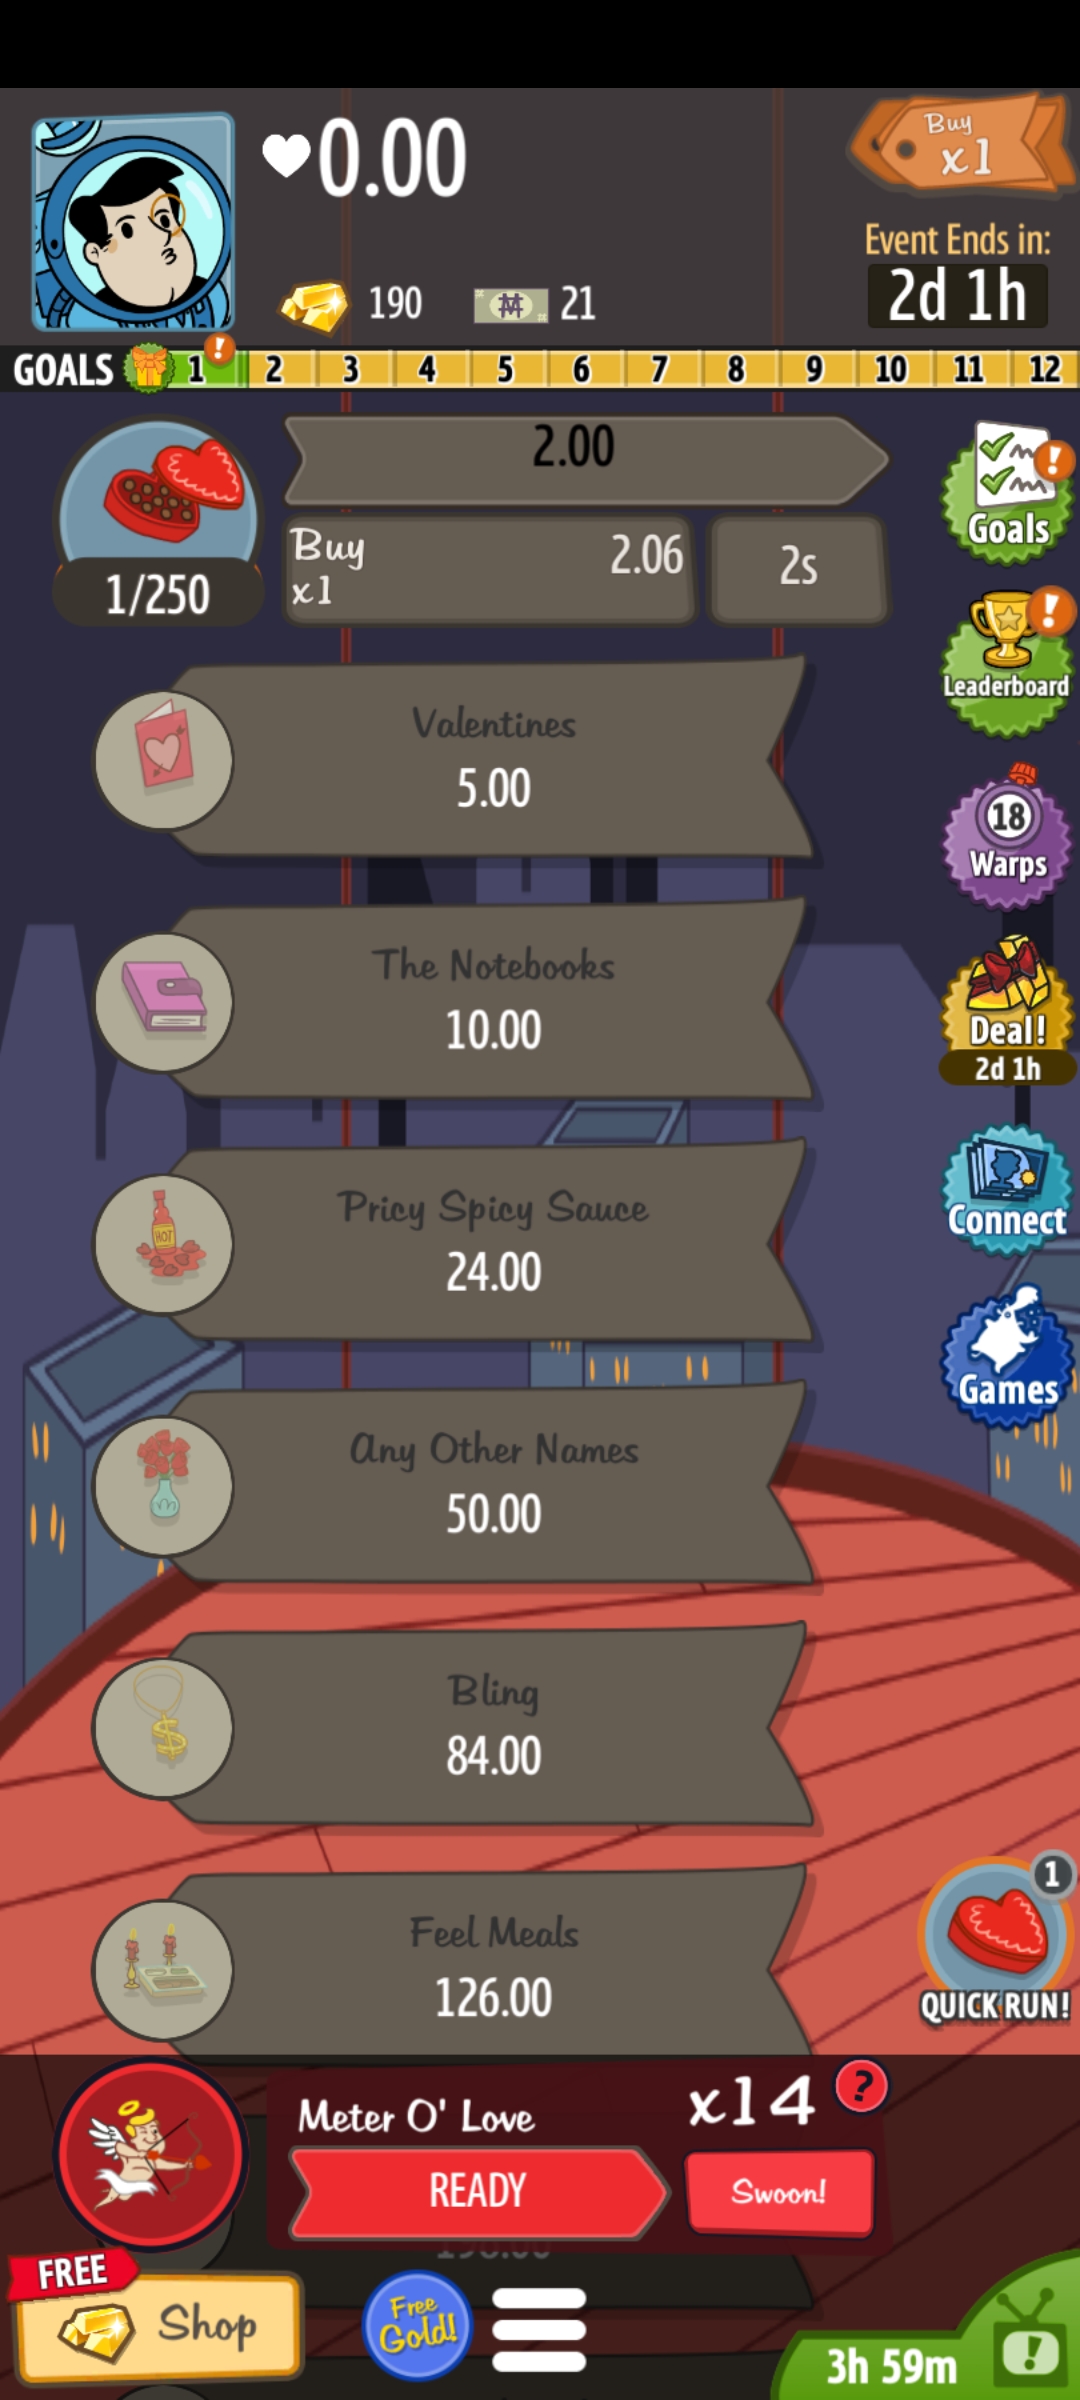 0.00
Buy
x1
190
21
Event Ends in:
2d 1h
GOALS 1 ! 2 3 4 5 6 7 8 9 10 11 12
2.00
Buy
x1
2.06
2s
1/250
!
Goals
!
Leaderboard
Valentines
5.00
18
Warps
The Notebooks
10.00
Deal!
2d 1h
Pricy Spicy Sauce
24.00
HOT
Connect
Any Other Names
50.00
Games
Bling
84.00
$
Feel Meals
126.00
1
QUICK RUN!
Meter O' Love
x14
?
READY
Swoon!
FREE
Shop
Free
Gold!
3h 59m
!